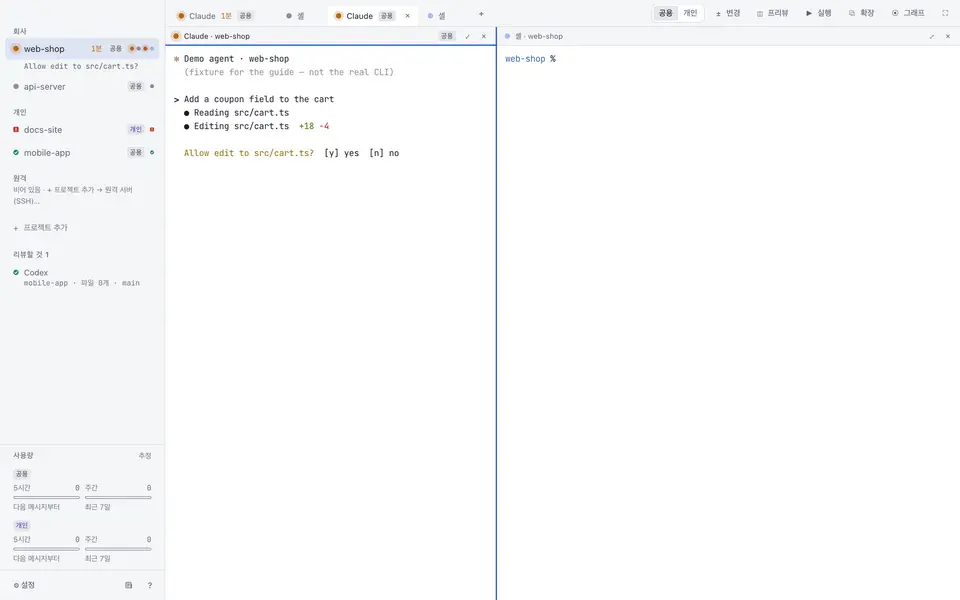 회사
web-shop 1분 공용
Allow edit to src/cart.ts?
api-server 공용
개인
docs-site 개인
mobile-app 공용
원격
비어 있음 · + 프로젝트 추가 → 원격 서버
(SSH)…
+ 프로젝트 추가
리뷰할 것 1
Codex
mobile-app · 파일 0개 · main
사용량 추정
공용
5시간 0 주간 0
다음 메시지부터 최근 7일
개인
5시간 0 주간 0
다음 메시지부터 최근 7일
설정 ?
Claude 1분 공용 셸 Claude 공용 × 셸 +
공용 개인 ± 변경 프리뷰 실행 확장 그래프
Claude · web-shop 공용 ×
Demo agent · web-shop
(fixture for the guide — not the real CLI)
> Add a coupon field to the cart
● Reading src/cart.ts
● Editing src/cart.ts +18 -4
Allow edit to src/cart.ts? [y] yes [n] no
셸 · web-shop ×
web-shop %